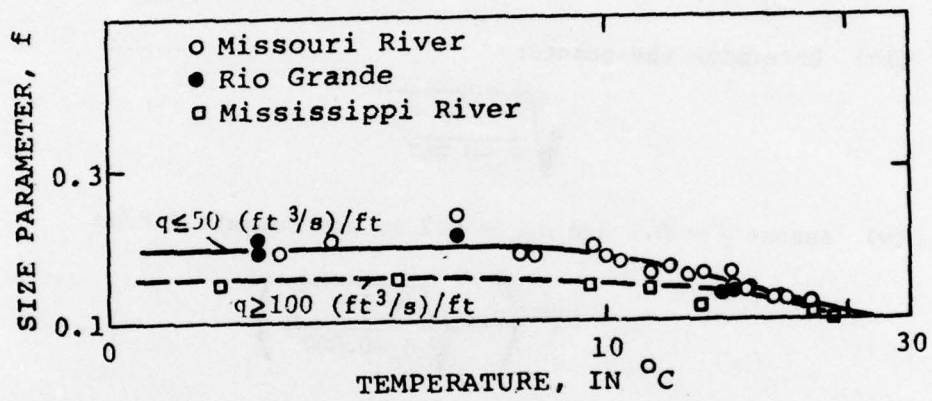 ○ Missouri River
● Rio Grande
□ Mississippi River
SIZE PARAMETER, f
0.3
0.1
q≤50 (ft³/s)/ft
q≥100 (ft³/s)/ft
0
10
30
TEMPERATURE, IN °C